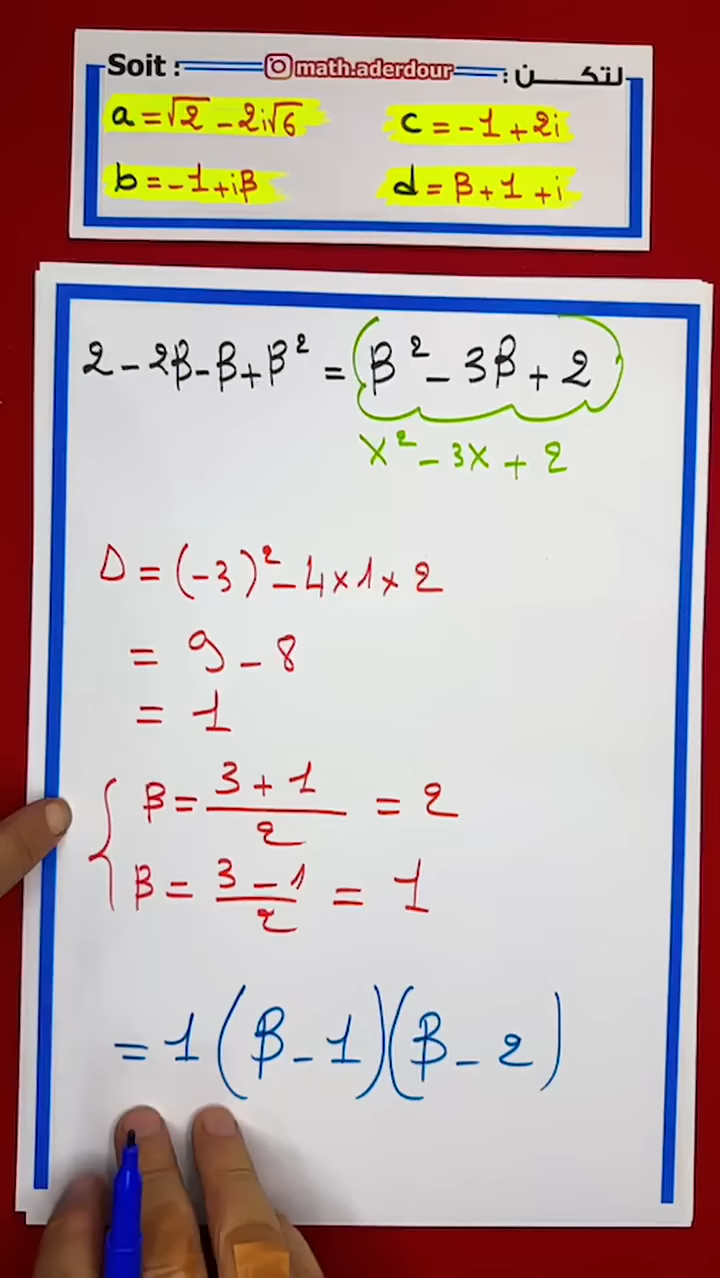 Soit : math.aderdour لتكن :
a = √2 - 2i√6 c = -1 + 2i
b = -1 + iβ d = β + 1 + i
2 - 2β - β + β² = β² - 3β + 2
x² - 3x + 2
Δ = (-3)² - 4 × 1 × 2
= 9 - 8
= 1
β = (3 + 1)/2 = 2
β = (3 - 1)/2 = 1
= 1(β - 1)(β - 2)